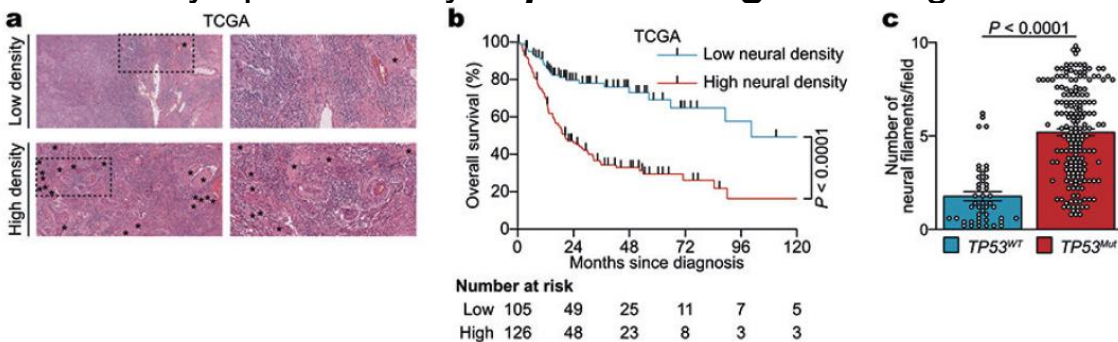 a
TCGA
Low density
High density
b
TCGA
Low neural density
High neural density
Overall survival (%)
100
80
60
40
20
0
P < 0.0001
0 24 48 72 96 120
Months since diagnosis
Number at risk
Low 105 49 25 11 7 5
High 126 48 23 8 3 3
c
P < 0.0001
Number of
neural filaments/field
10
5
0
TP53WT TP53Mut